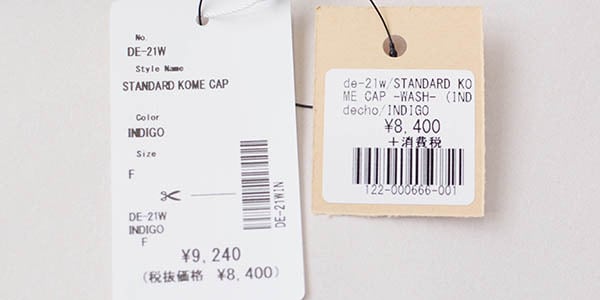 No.
DE-21W
Style Name
STANDARD KOME CAP
Color
INDIGO
Size
F
DE-21W
INDIGO
F
DE-21WIN
¥9,240
(税抜価格 ¥8,400)
de-21w/STANDARD KO
ME CAP -WASH- (IND
decho/INDIGO
¥8,400
+消費税
122-000666-001